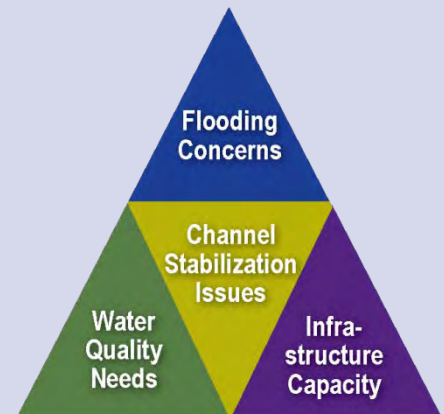 Flooding
Concerns
Channel
Stabilization
Issues
Water
Quality
Needs
Infra-
structure
Capacity